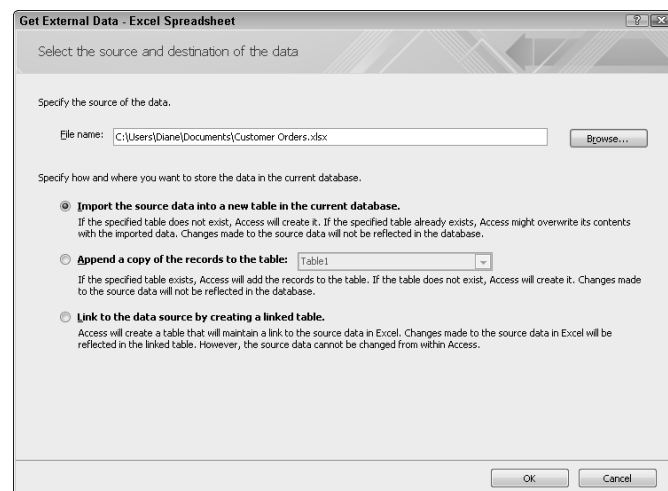 Get External Data - Excel Spreadsheet
Select the source and destination of the data
Specify the source of the data.
File name: C:\Users\Diane\Documents\Customer Orders.xlsx Browse...
Specify how and where you want to store the data in the current database.
Import the source data into a new table in the current database.
If the specified table does not exist, Access will create it. If the specified table already exists, Access might overwrite its contents
with the imported data. Changes made to the source data will not be reflected in the database.
Append a copy of the records to the table: Table1
If the specified table exists, Access will add the records to the table. If the table does not exist, Access will create it. Changes made
to the source data will not be reflected in the database.
Link to the data source by creating a linked table.
Access will create a table that will maintain a link to the source data in Excel. Changes made to the source data in Excel will be
reflected in the linked table. However, the source data cannot be changed from within Access.
OK Cancel